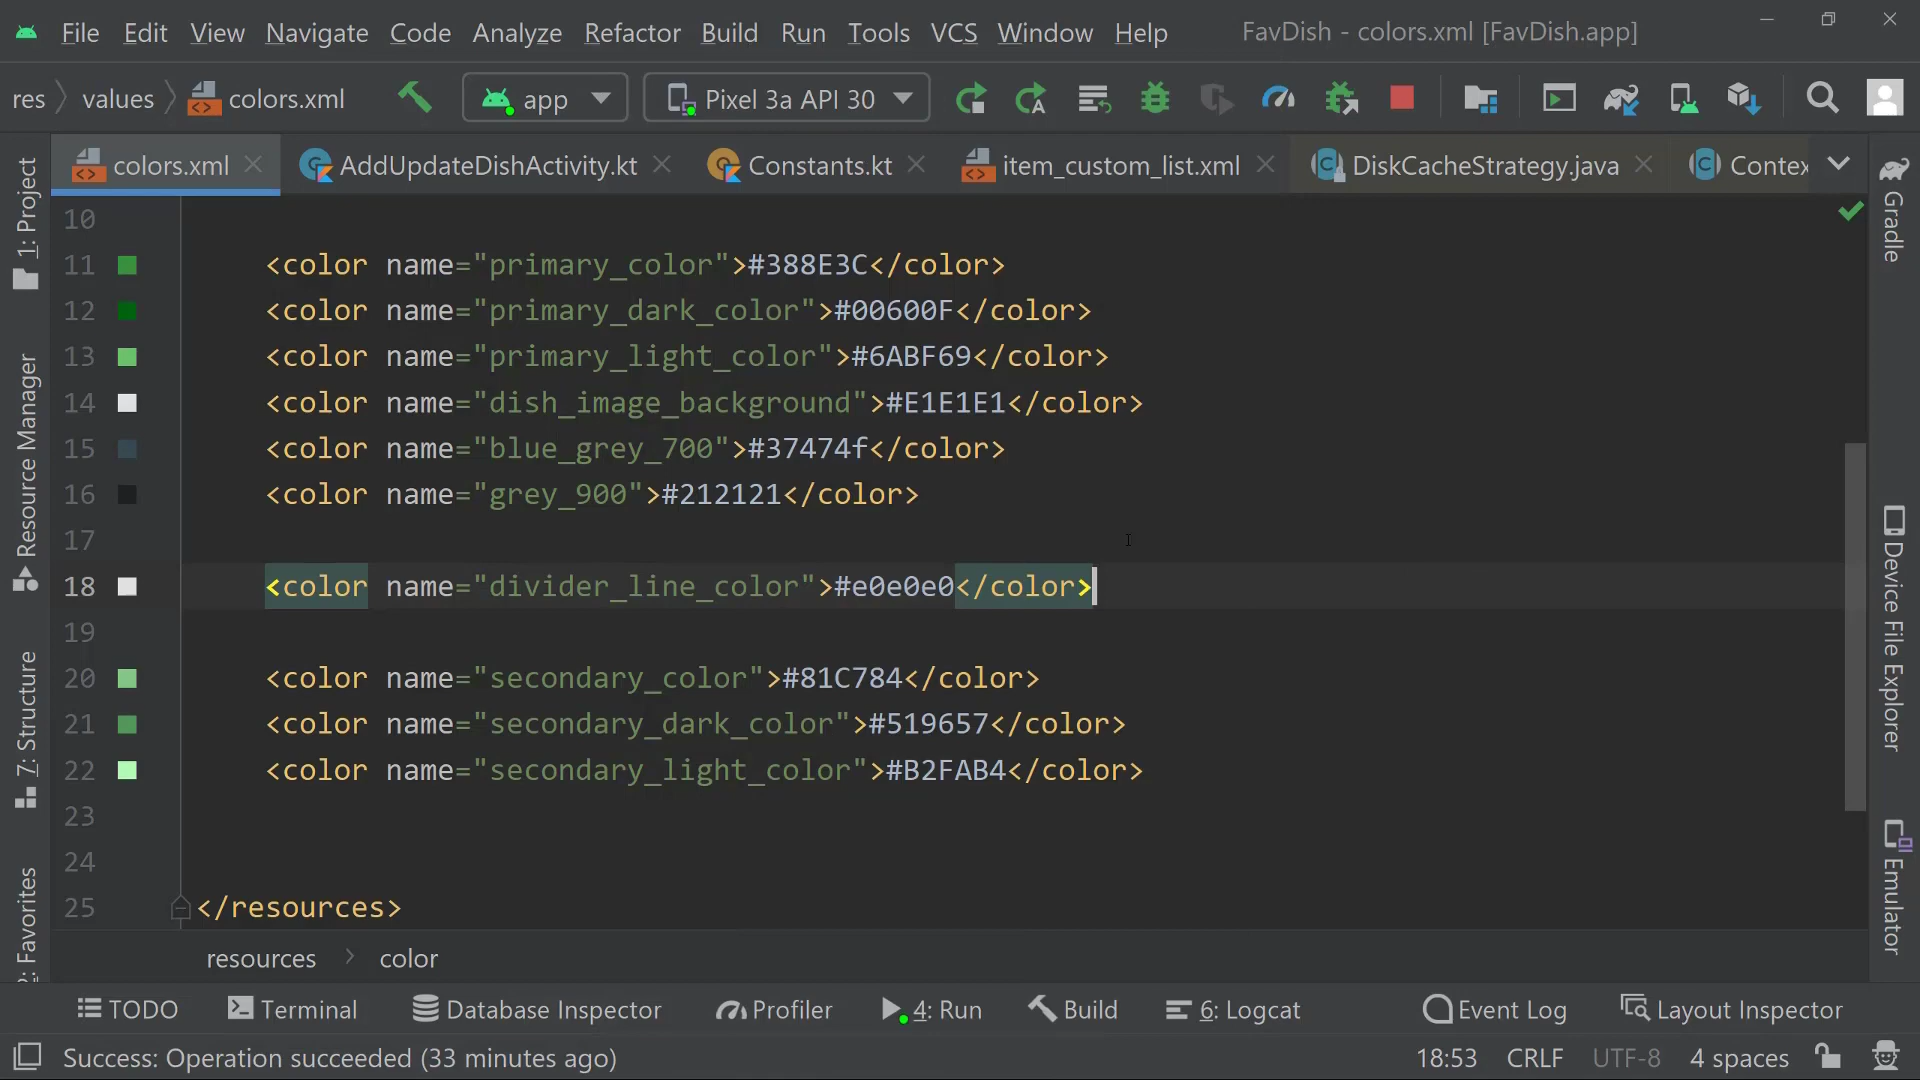 File Edit View Navigate Code Analyze Refactor Build Run Tools VCS Window Help FavDish - colors.xml [FavDish.app]
res values colors.xml app Pixel 3a API 30
colors.xml AddUpdateDishActivity.kt Constants.kt item_custom_list.xml DiskCacheStrategy.java Contex
1: Project
Resource Manager
7: Structure
2: Favorites
10
11 <color name="primary_color">#388E3C</color>
12 <color name="primary_dark_color">#00600F</color>
13 <color name="primary_light_color">#6ABF69</color>
14 <color name="dish_image_background">#E1E1E1</color>
15 <color name="blue_grey_700">#37474f</color>
16 <color name="grey_900">#212121</color>
17
18 <color name="divider_line_color">#e0e0e0</color>
19
20 <color name="secondary_color">#81C784</color>
21 <color name="secondary_dark_color">#519657</color>
22 <color name="secondary_light_color">#B2FAB4</color>
23
24
25 </resources>
Gradle
Device File Explorer
Emulator
resources color
TODO Terminal Database Inspector Profiler 4: Run Build 6: Logcat Event Log Layout Inspector
Success: Operation succeeded (33 minutes ago) 18:53 CRLF UTF-8 4 spaces